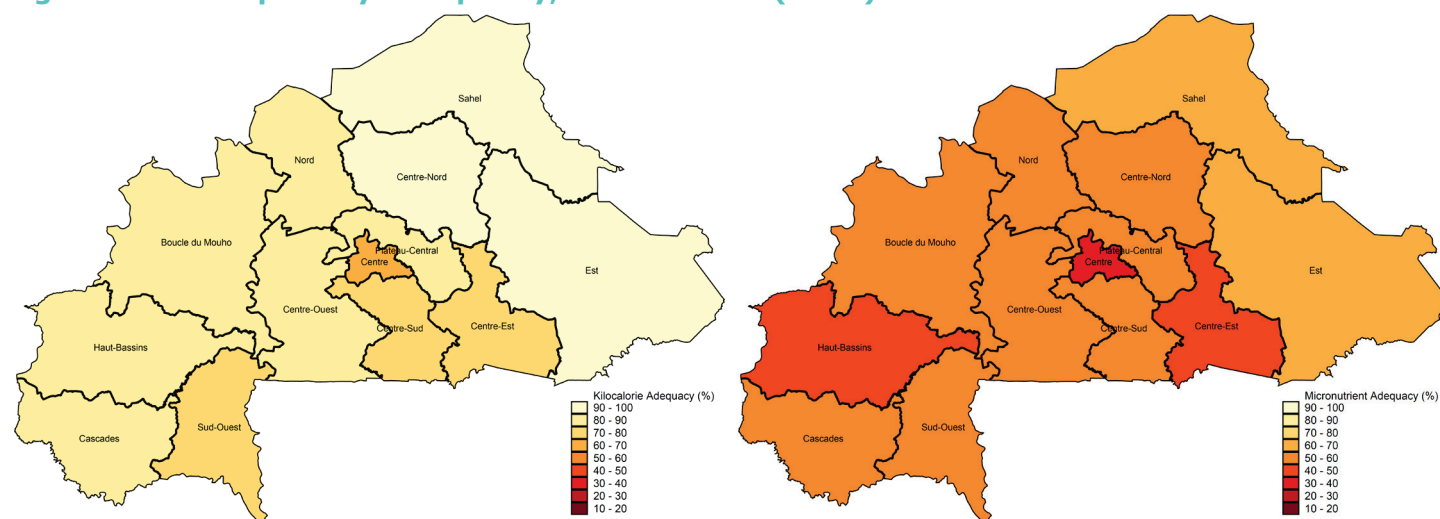 Sahel
Nord
Centre-Nord
Boucle du Mouho
Plateau-Central
Centre
Est
Centre-Ouest
Centre-Sud
Centre-Est
Haut-Bassins
Cascades
Sud-Ouest
Kilocalorie Adequacy (%)
90 - 100
80 - 90
70 - 80
60 - 70
50 - 60
40 - 50
30 - 40
20 - 30
10 - 20
Sahel
Nord
Centre-Nord
Boucle du Mouho
Plateau-Central
Centre
Est
Centre-Ouest
Centre-Sud
Centre-Est
Haut-Bassins
Cascades
Sud-Ouest
Micronutrient Adequacy (%)
90 - 100
80 - 90
70 - 80
60 - 70
50 - 60
40 - 50
30 - 40
20 - 30
10 - 20